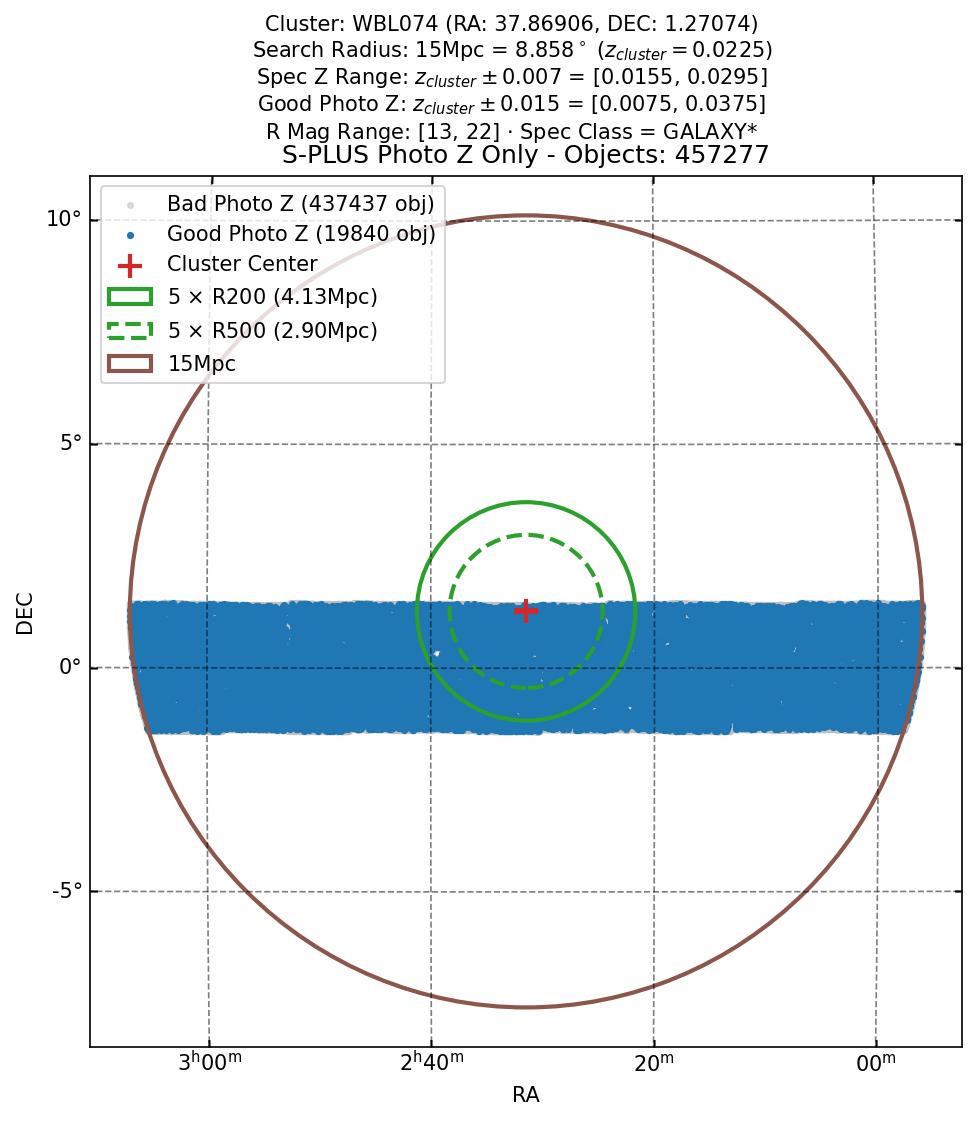 Cluster: WBL074 (RA: 37.86906, DEC: 1.27074)
Search Radius: 15Mpc = 8.858° (z_cluster = 0.0225)
Spec Z Range: z_cluster ± 0.007 = [0.0155, 0.0295]
Good Photo Z: z_cluster ± 0.015 = [0.0075, 0.0375]
R Mag Range: [13, 22] · Spec Class = GALAXY*
S-PLUS Photo Z Only - Objects: 457277
Bad Photo Z (437437 obj)
Good Photo Z (19840 obj)
Cluster Center
5 × R200 (4.13Mpc)
5 × R500 (2.90Mpc)
15Mpc
10°
5°
0°
-5°
DEC
3ʰ00ᵐ
2ʰ40ᵐ
20ᵐ
00ᵐ
RA